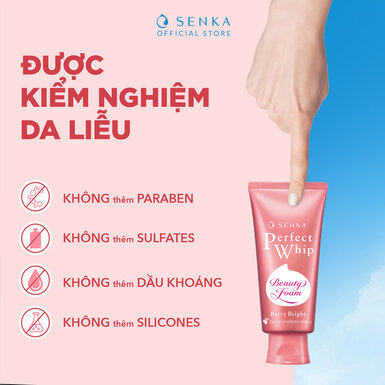 SENKA
OFFICIAL STORE
ĐƯỢC
KIỂM NGHIỆM
DA LIỄU
KHÔNG thêm PARABEN
KHÔNG thêm SULFATES
KHÔNG thêm DẦU KHOÁNG
KHÔNG thêm SILICONES
SENKA
Perfect
Whip
Beauty
Foam
Berry Bright